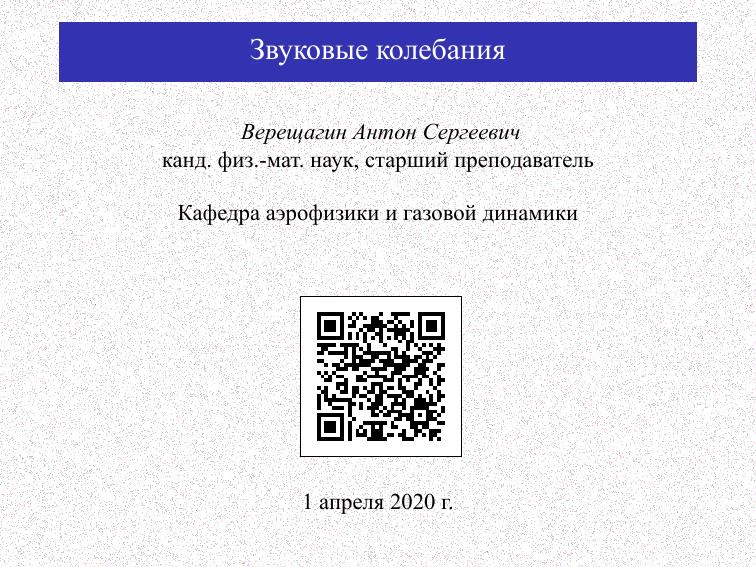 Звуковые колебания
Верещагин Антон Сергеевич
канд. физ.-мат. наук, старший преподаватель
Кафедра аэрофизики и газовой динамики
1 апреля 2020 г.